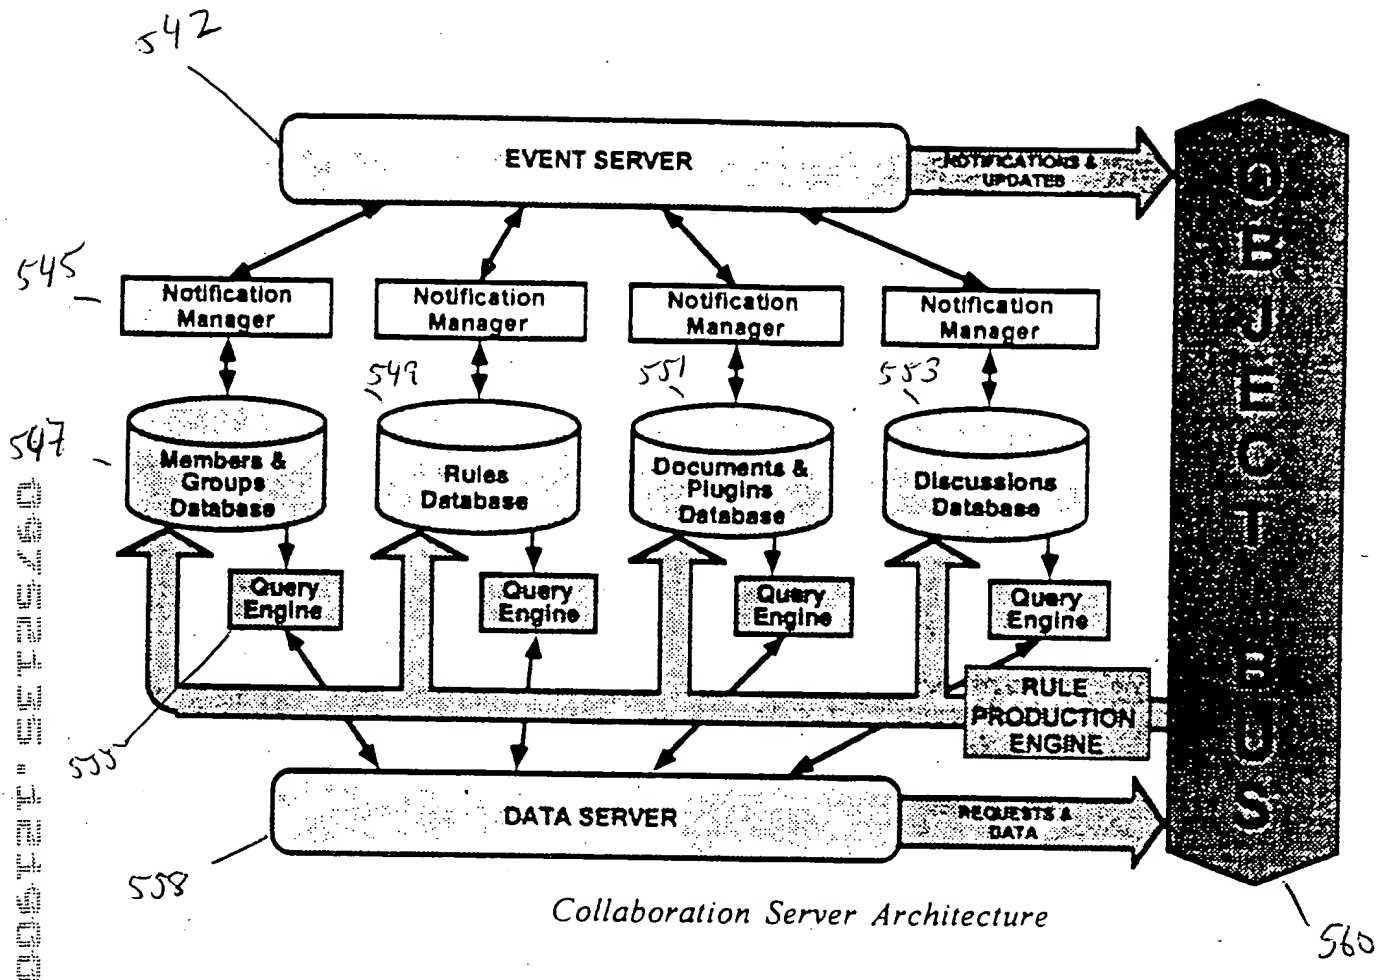 542
EVENT SERVER
NOTIFICATIONS &
UPDATES
OBJECT BUS
545
Notification
Manager
Notification
Manager
Notification
Manager
Notification
Manager
549
551
553
547
Members &
Groups
Database
Rules
Database
Documents &
Plugins
Database
Discussions
Database
Query
Engine
Query
Engine
Query
Engine
Query
Engine
RULE
PRODUCTION
ENGINE
555
DATA SERVER
REQUESTS &
DATA
558
Collaboration Server Architecture
560